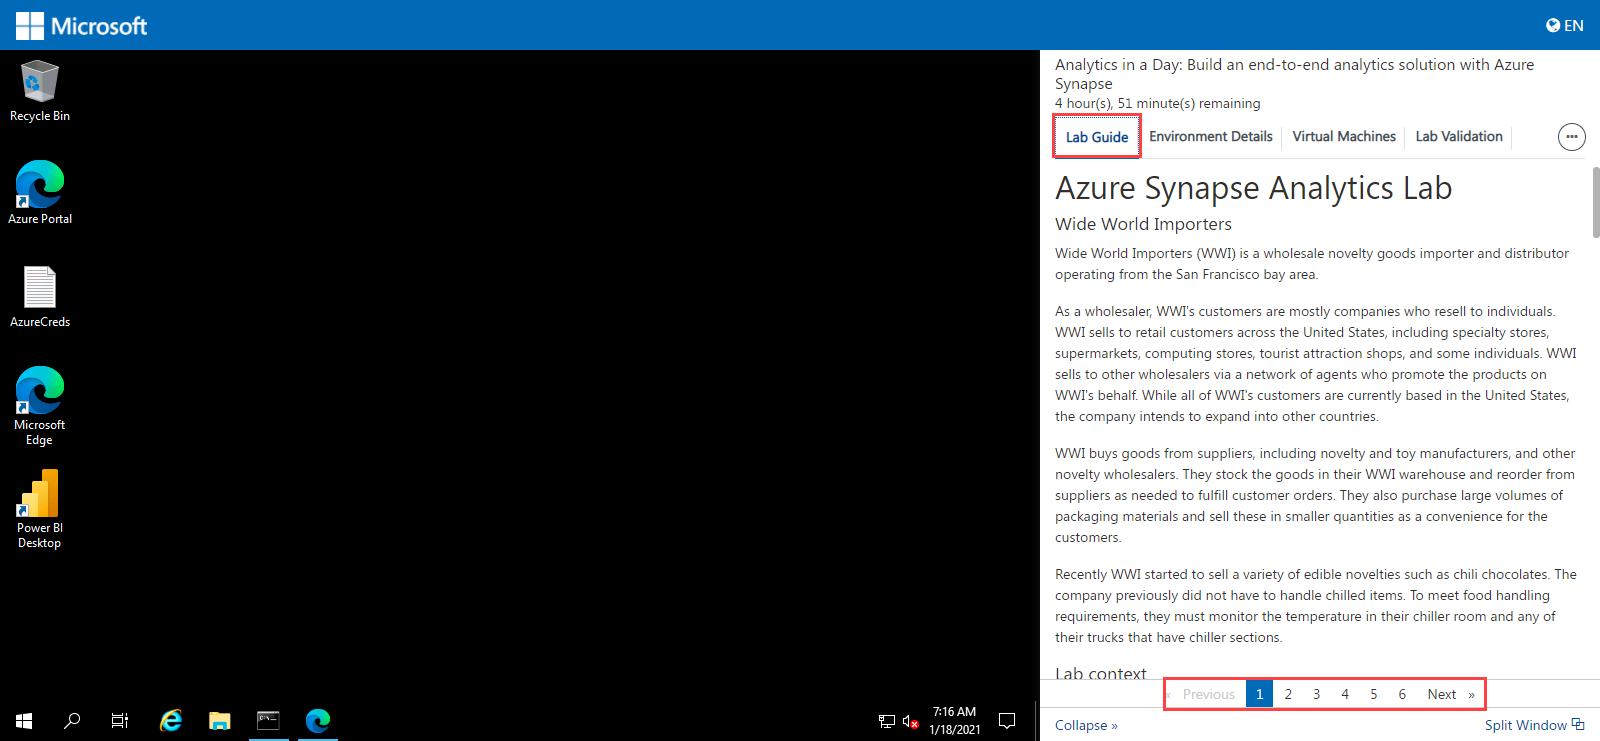 Microsoft
EN
Recycle Bin
Azure Portal
AzureCreds
Microsoft
Edge
Power BI
Desktop
7:16 AM
1/18/2021
Analytics in a Day: Build an end-to-end analytics solution with Azure
Synapse
4 hour(s), 51 minute(s) remaining
Lab Guide Environment Details Virtual Machines Lab Validation
Azure Synapse Analytics Lab
Wide World Importers
Wide World Importers (WWI) is a wholesale novelty goods importer and distributor
operating from the San Francisco bay area.
As a wholesaler, WWI's customers are mostly companies who resell to individuals.
WWI sells to retail customers across the United States, including specialty stores,
supermarkets, computing stores, tourist attraction shops, and some individuals. WWI
sells to other wholesalers via a network of agents who promote the products on
WWI's behalf. While all of WWI's customers are currently based in the United States,
the company intends to expand into other countries.
WWI buys goods from suppliers, including novelty and toy manufacturers, and other
novelty wholesalers. They stock the goods in their WWI warehouse and reorder from
suppliers as needed to fulfill customer orders. They also purchase large volumes of
packaging materials and sell these in smaller quantities as a convenience for the
customers.
Recently WWI started to sell a variety of edible novelties such as chili chocolates. The
company previously did not have to handle chilled items. To meet food handling
requirements, they must monitor the temperature in their chiller room and any of
their trucks that have chiller sections.
Lab context
« Previous 1 2 3 4 5 6 Next »
Collapse » Split Window